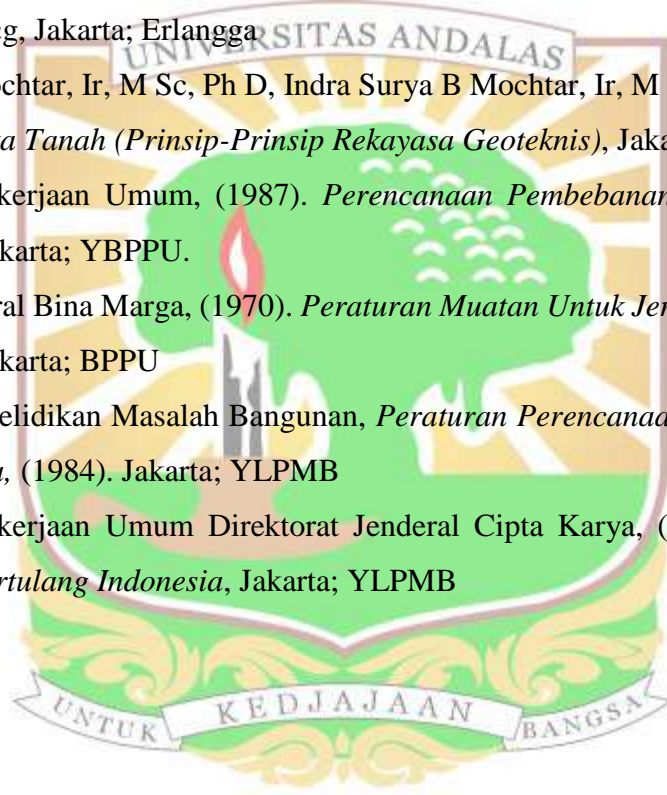 eg, Jakarta; Erlangga
UNIVERSITAS ANDALAS
ochtar, Ir, M Sc, Ph D, Indra Surya B Mochtar, Ir, M
a Tanah (Prinsip-Prinsip Rekayasa Geoteknis), Jaka
kerjaan Umum, (1987). Perencanaan Pembebanan
karta; YBPPU.
ral Bina Marga, (1970). Peraturan Muatan Untuk Jem
karta; BPPU
elidikan Masalah Bangunan, Peraturan Perencanaa
a, (1984). Jakarta; YLPMB
kerjaan Umum Direktorat Jenderal Cipta Karya, (
rtulang Indonesia, Jakarta; YLPMB
UNTUK KEDJAJAAN BANGSA